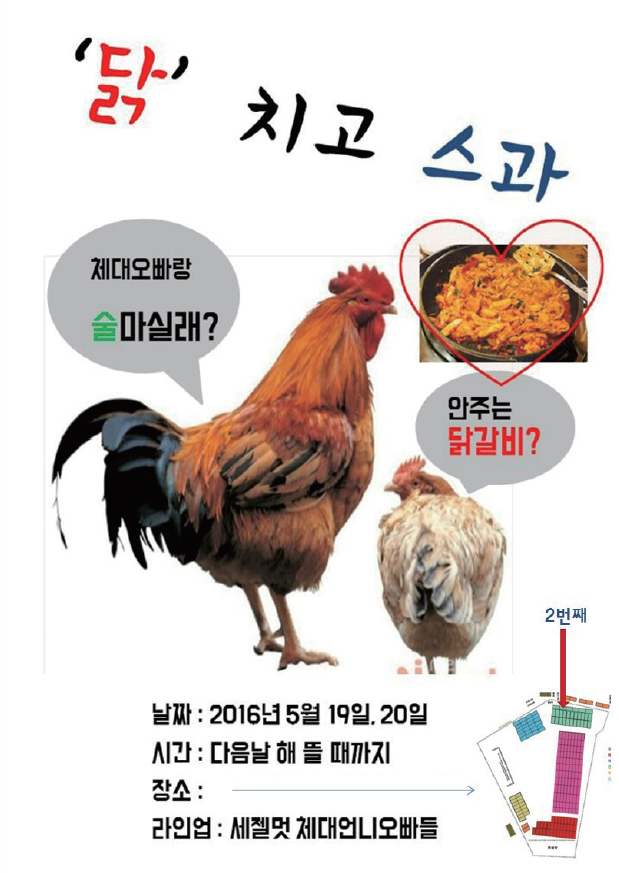 '닭'
치고
스과
체대오빠랑
술마실래?
안주는
닭갈비?
2번째
날짜 : 2016년 5월 19일, 20일
시간 : 다음날 해 뜰 때까지
장소 :
라인업 : 세젤멋 체대언니오빠들